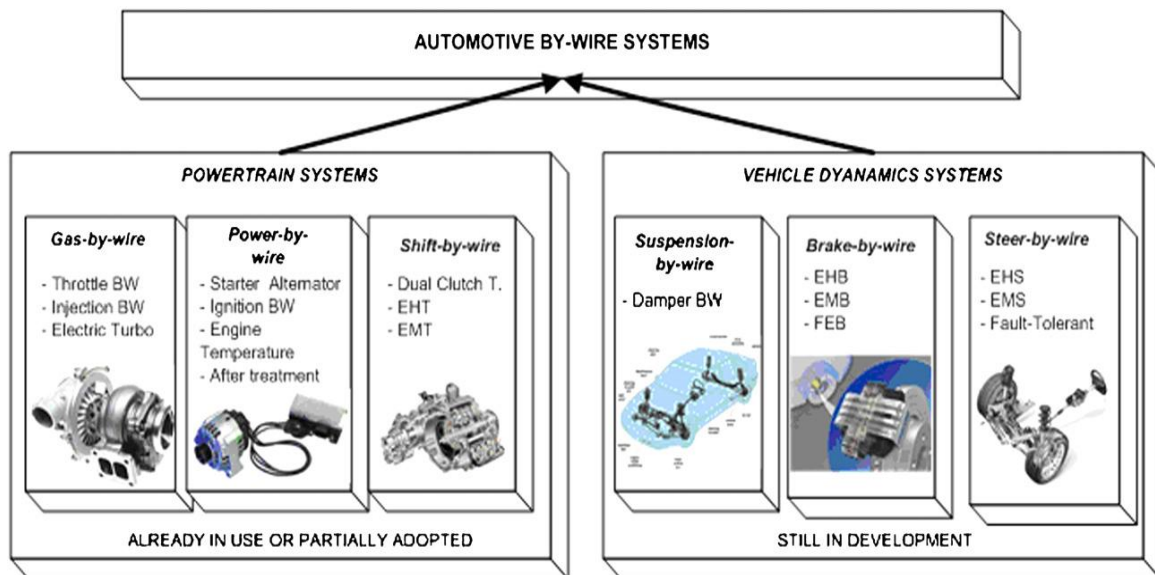 AUTOMOTIVE BY-WIRE SYSTEMS
POWERTRAIN SYSTEMS
Gas-by-wire
- Throttle BW
- Injection BW
- Electric Turbo
Power-by-
wire
- Starter Alternator
- Ignition BW
- Engine
Temperature
- After treatment
Shift-by-wire
- Dual Clutch T.
- EHT
- EMT
ALREADY IN USE OR PARTIALLY ADOPTED
VEHICLE DYANAMICS SYSTEMS
Suspension-
by-wire
- Damper BW
Brake-by-wire
- EHB
- EMB
- FEB
Steer-by-wire
- EHS
- EMS
- Fault-Tolerant
STILL IN DEVELOPMENT